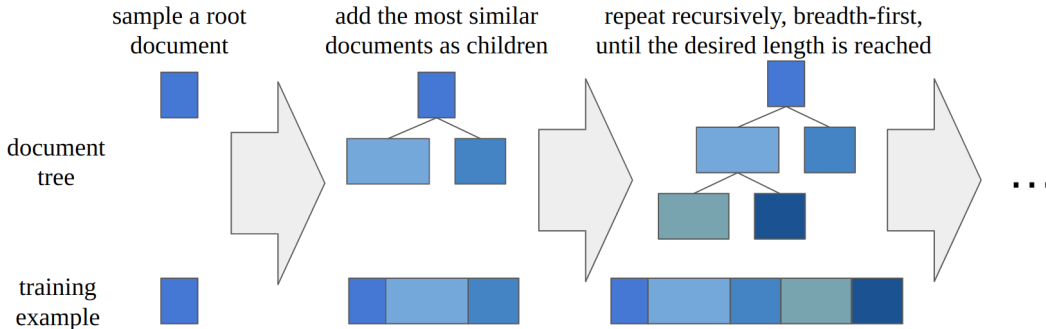 sample a root
document
add the most similar
documents as children
repeat recursively, breadth-first,
until the desired length is reached
document
tree
...
training
example